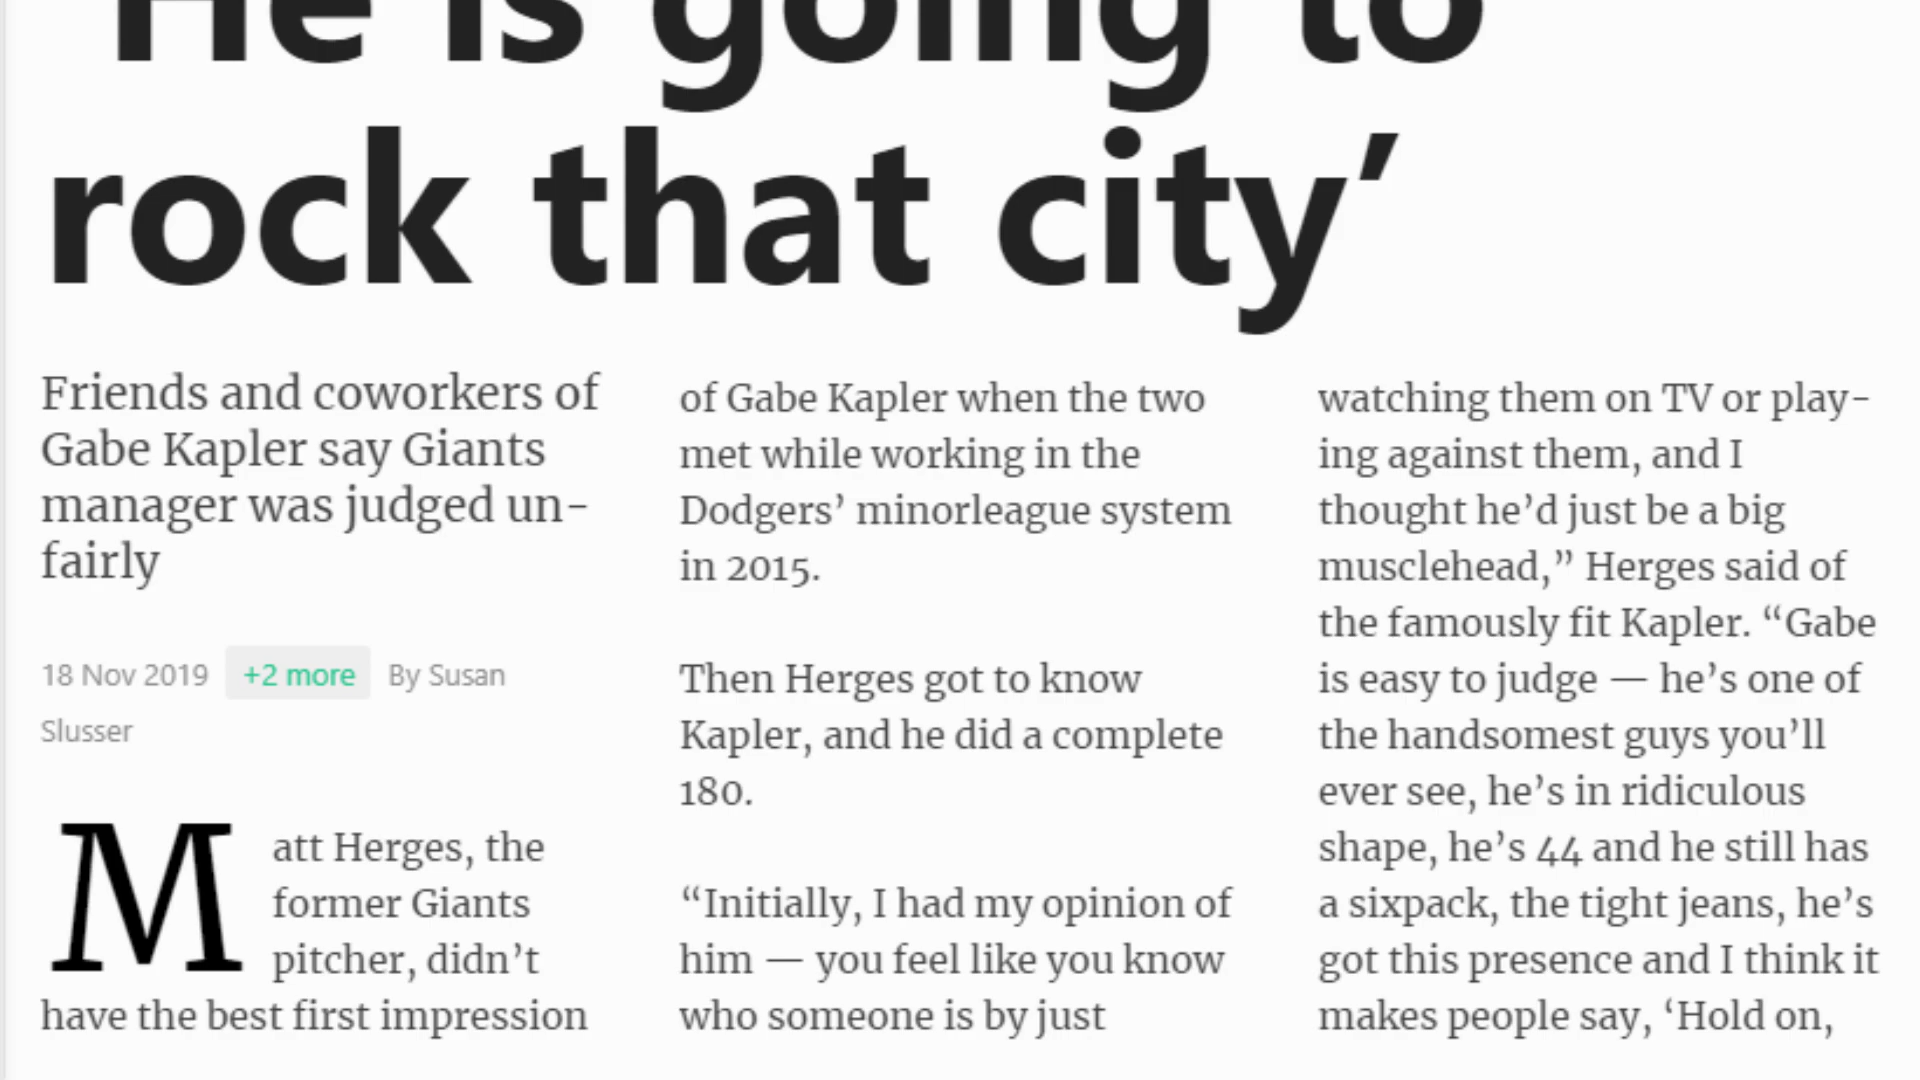 ‘He is going to
rock that city’
Friends and coworkers of
Gabe Kapler say Giants
manager was judged un-
fairly
18 Nov 2019 +2 more By Susan
Slusser
Matt Herges, the
former Giants
pitcher, didn’t
have the best first impression
of Gabe Kapler when the two
met while working in the
Dodgers’ minorleague system
in 2015.
Then Herges got to know
Kapler, and he did a complete
180.
“Initially, I had my opinion of
him — you feel like you know
who someone is by just
watching them on TV or play-
ing against them, and I
thought he’d just be a big
musclehead,” Herges said of
the famously fit Kapler. “Gabe
is easy to judge — he’s one of
the handsomest guys you’ll
ever see, he’s in ridiculous
shape, he’s 44 and he still has
a sixpack, the tight jeans, he’s
got this presence and I think it
makes people say, ‘Hold on,